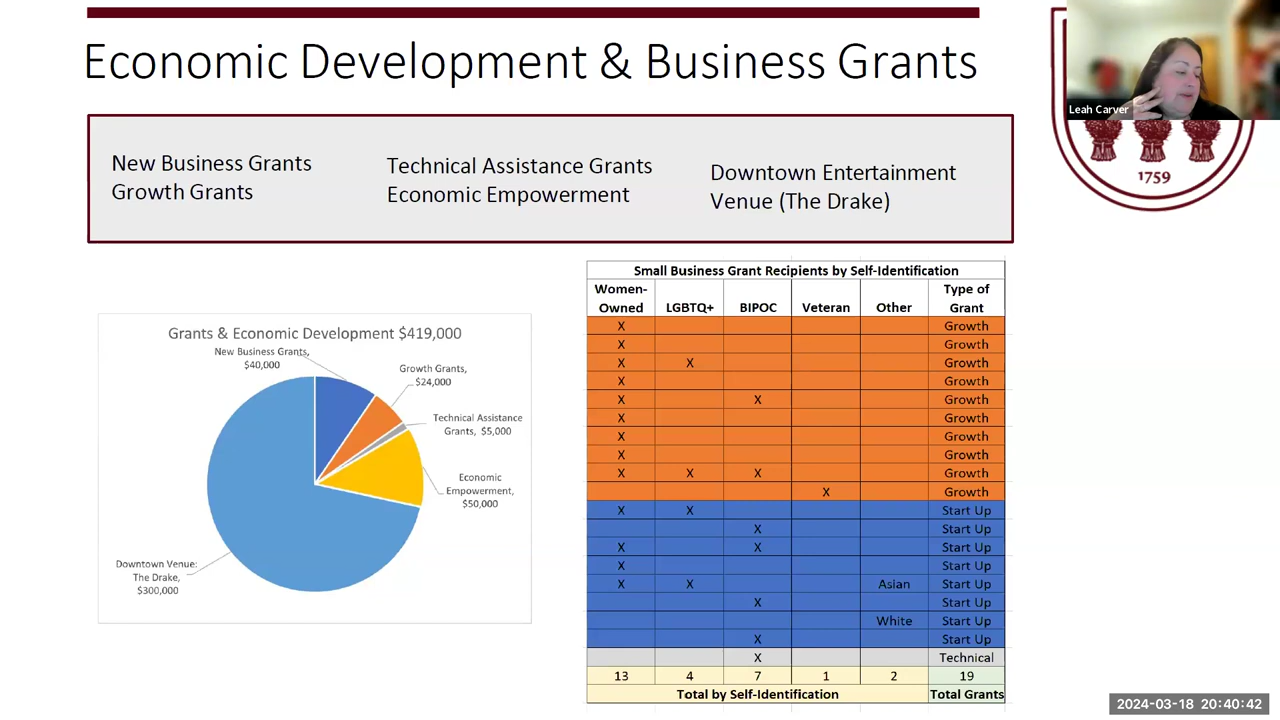 Economic Development & Business Grants
Leah Carver
1759
New Business Grants
Growth Grants
Technical Assistance Grants
Economic Empowerment
Downtown Entertainment
Venue (The Drake)
Grants & Economic Development $419,000
New Business Grants,
$40,000
Growth Grants,
$24,000
Technical Assistance
Grants, $5,000
Economic
Empowerment,
$50,000
Downtown Venue:
The Drake,
$300,000
Small Business Grant Recipients by Self-Identification
Women-Owned LGBTQ+ BIPOC Veteran Other Type of Grant
X Growth
X Growth
X X Growth
X Growth
X X Growth
X Growth
X Growth
X Growth
X X X Growth
X Growth
X X Start Up
X Start Up
X X Start Up
X Start Up
X X Asian Start Up
X Start Up
White Start Up
X Start Up
X Technical
13 4 7 1 2 19
Total by Self-Identification Total Grants
2024-03-18 20:40:42